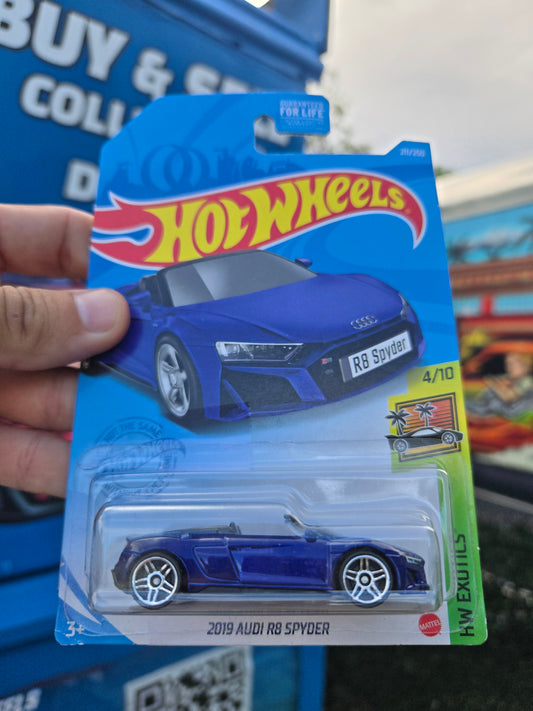 BUY & SE
COLL
D
GUARANTEED
FOR LIFE
211/250
HOT WHEELS
R8 Spyder
4/10
HW EXOTICS
3+
2019 AUDI R8 SPYDER
MATTEL